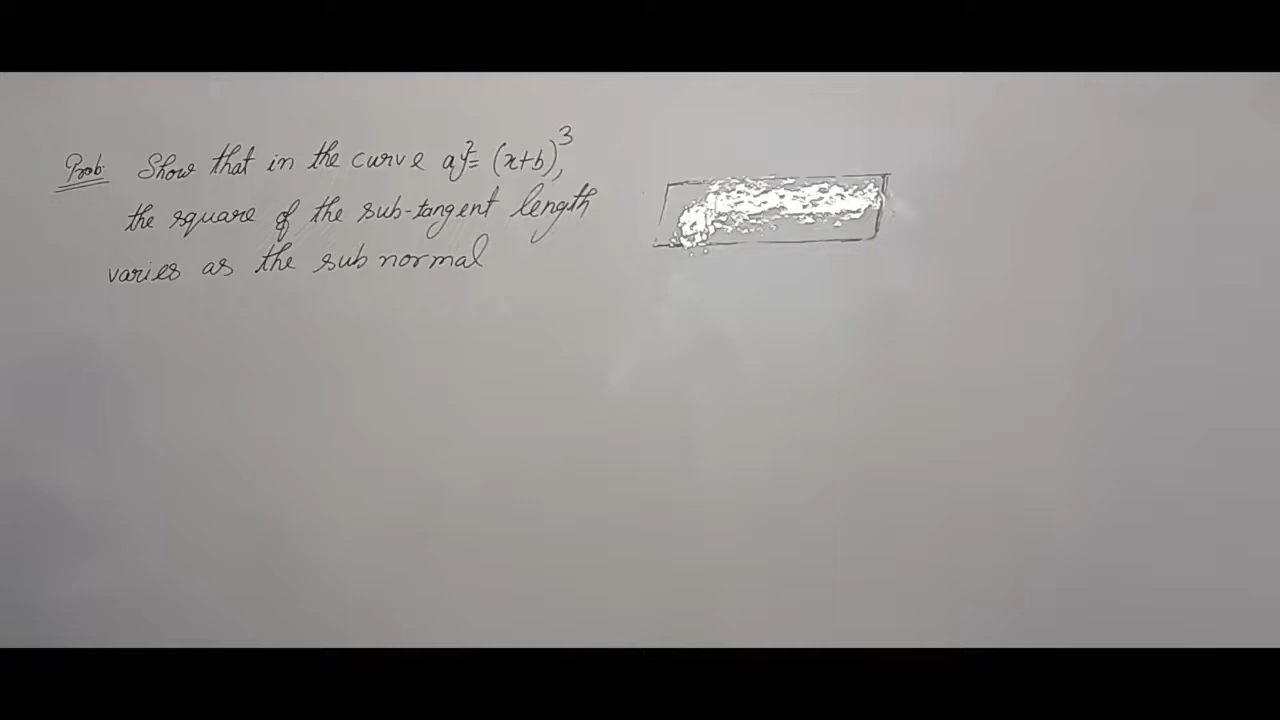 Prob. Show that in the curve ay²= (x+b)³,
the square of the sub-tangent length
varies as the sub normal